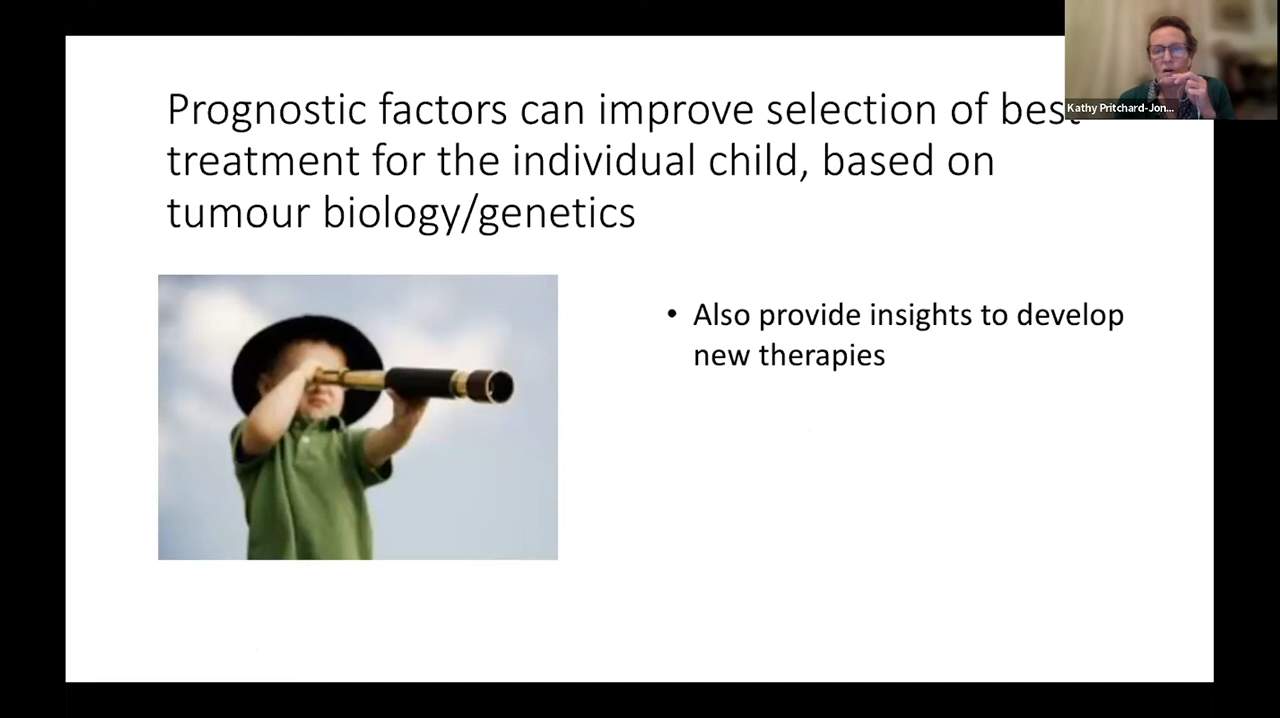 Prognostic factors can improve selection of best
treatment for the individual child, based on
tumour biology/genetics
Kathy Pritchard-Jon...
• Also provide insights to develop
new therapies